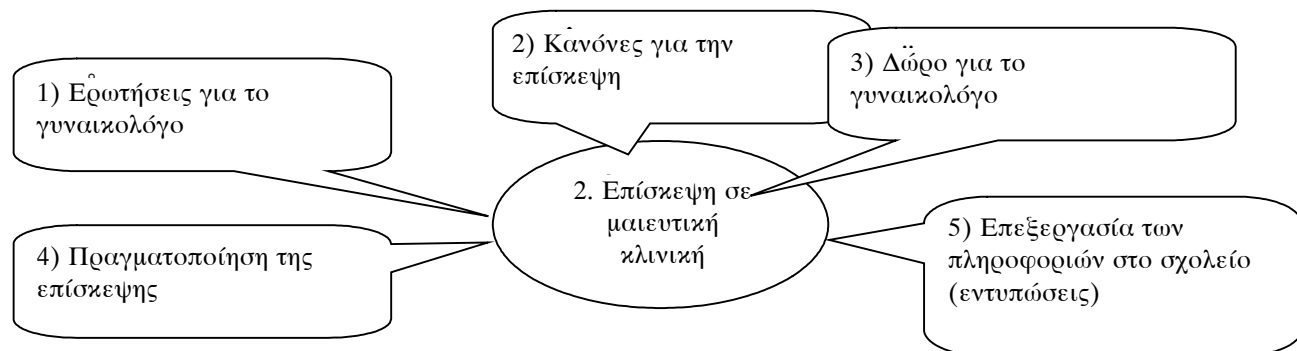 1) Ερωτήσεις για το
γυναικολόγο
2) Κανόνες για την
επίσκεψη
3) Δώρο για το
γυναικολόγο
2. Επίσκεψη σε
μαιευτική
κλινική
4) Πραγματοποίηση της
επίσκεψης
5) Επεξεργασία των
πληροφοριών στο σχολείο
(εντυπώσεις)